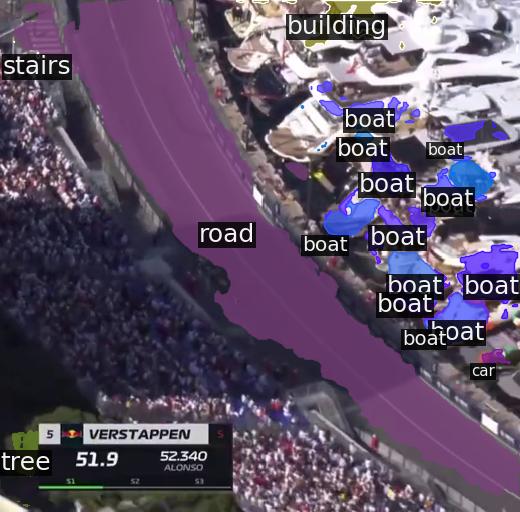 building
stairs
boat
boat
boat
boat
boat
road
boat
boat
boat
boat
boat
boat
boat
car
5 VERSTAPPEN 5
51.9 52.340
ALONSO
S1 S2 S3
tree